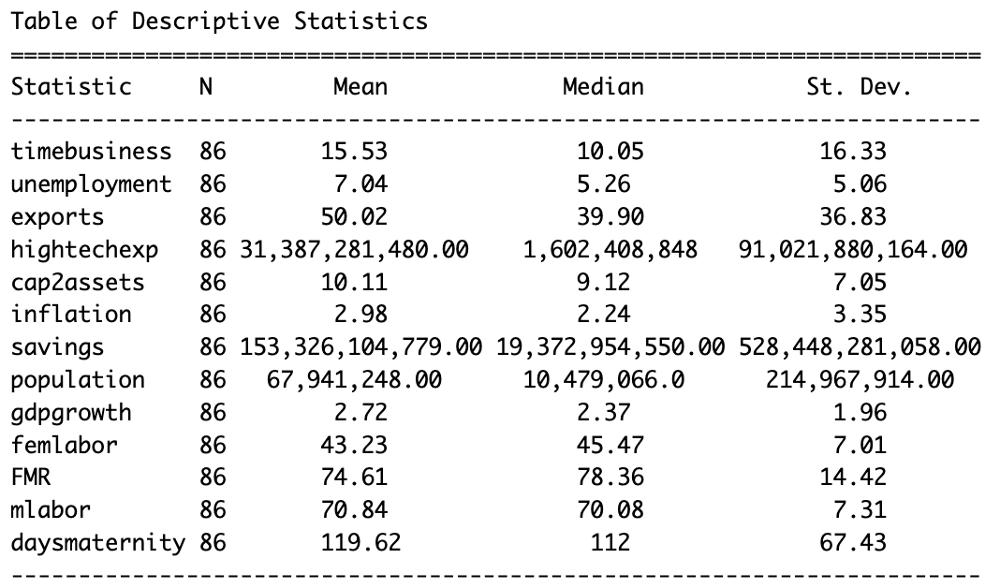 Table of Descriptive Statistics
========================================================================
Statistic     N         Mean             Median            St. Dev.
------------------------------------------------------------------------
timebusiness  86       15.53              10.05             16.33
unemployment  86        7.04              5.26               5.06
exports       86       50.02              39.90             36.83
hightechexp   86 31,387,281,480.00    1,602,408,848   91,021,880,164.00
cap2assets    86       10.11              9.12               7.05
inflation     86        2.98              2.24               3.35
savings       86 153,326,104,779.00 19,372,954,550.00 528,448,281,058.00
population    86   67,941,248.00      10,479,066.0      214,967,914.00
gdpgrowth     86        2.72              2.37               1.96
femlabor      86       43.23              45.47              7.01
FMR           86       74.61              78.36             14.42
mlabor        86       70.84              70.08              7.31
daysmaternity 86       119.62              112              67.43
------------------------------------------------------------------------